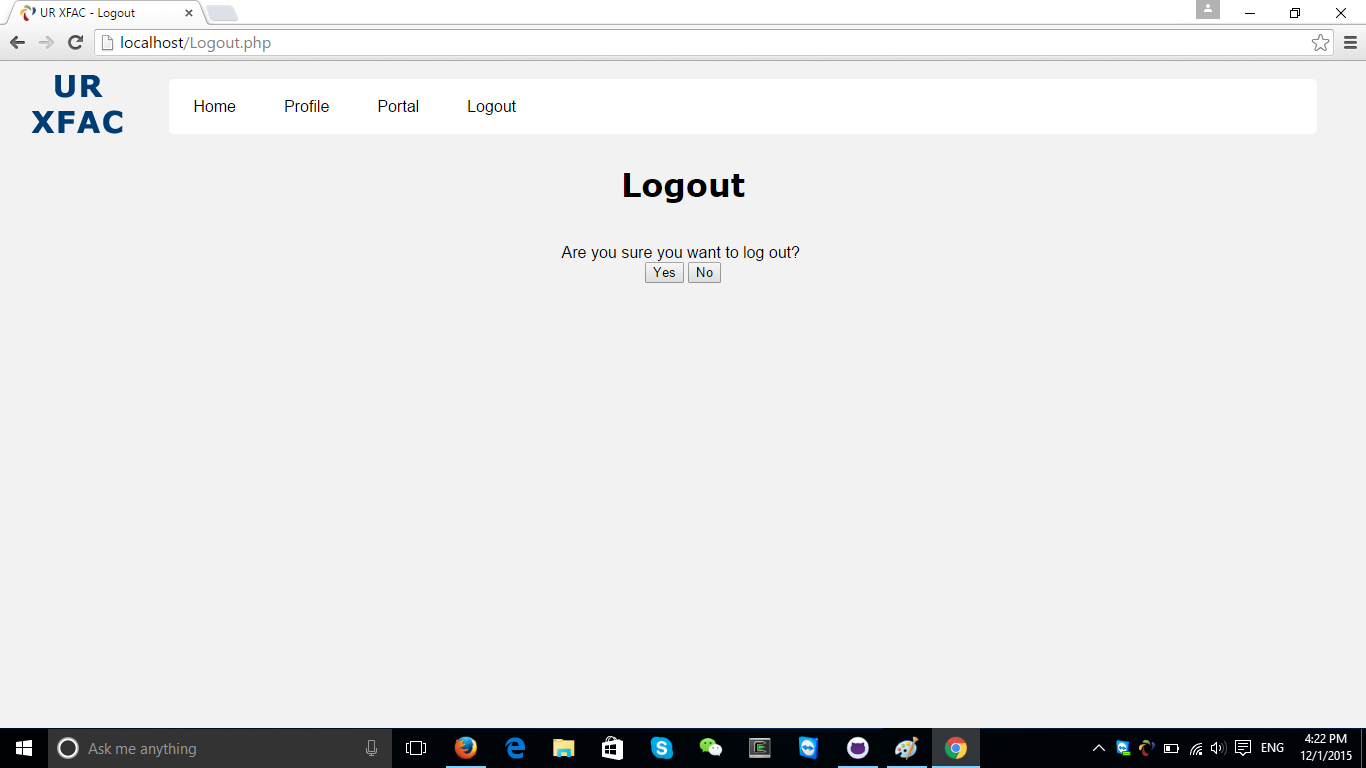 UR XFAC - Logout
localhost/Logout.php
UR
XFAC
Home Profile Portal Logout
Logout
Are you sure you want to log out?
Yes No
Ask me anything
ENG
4:22 PM
12/1/2015